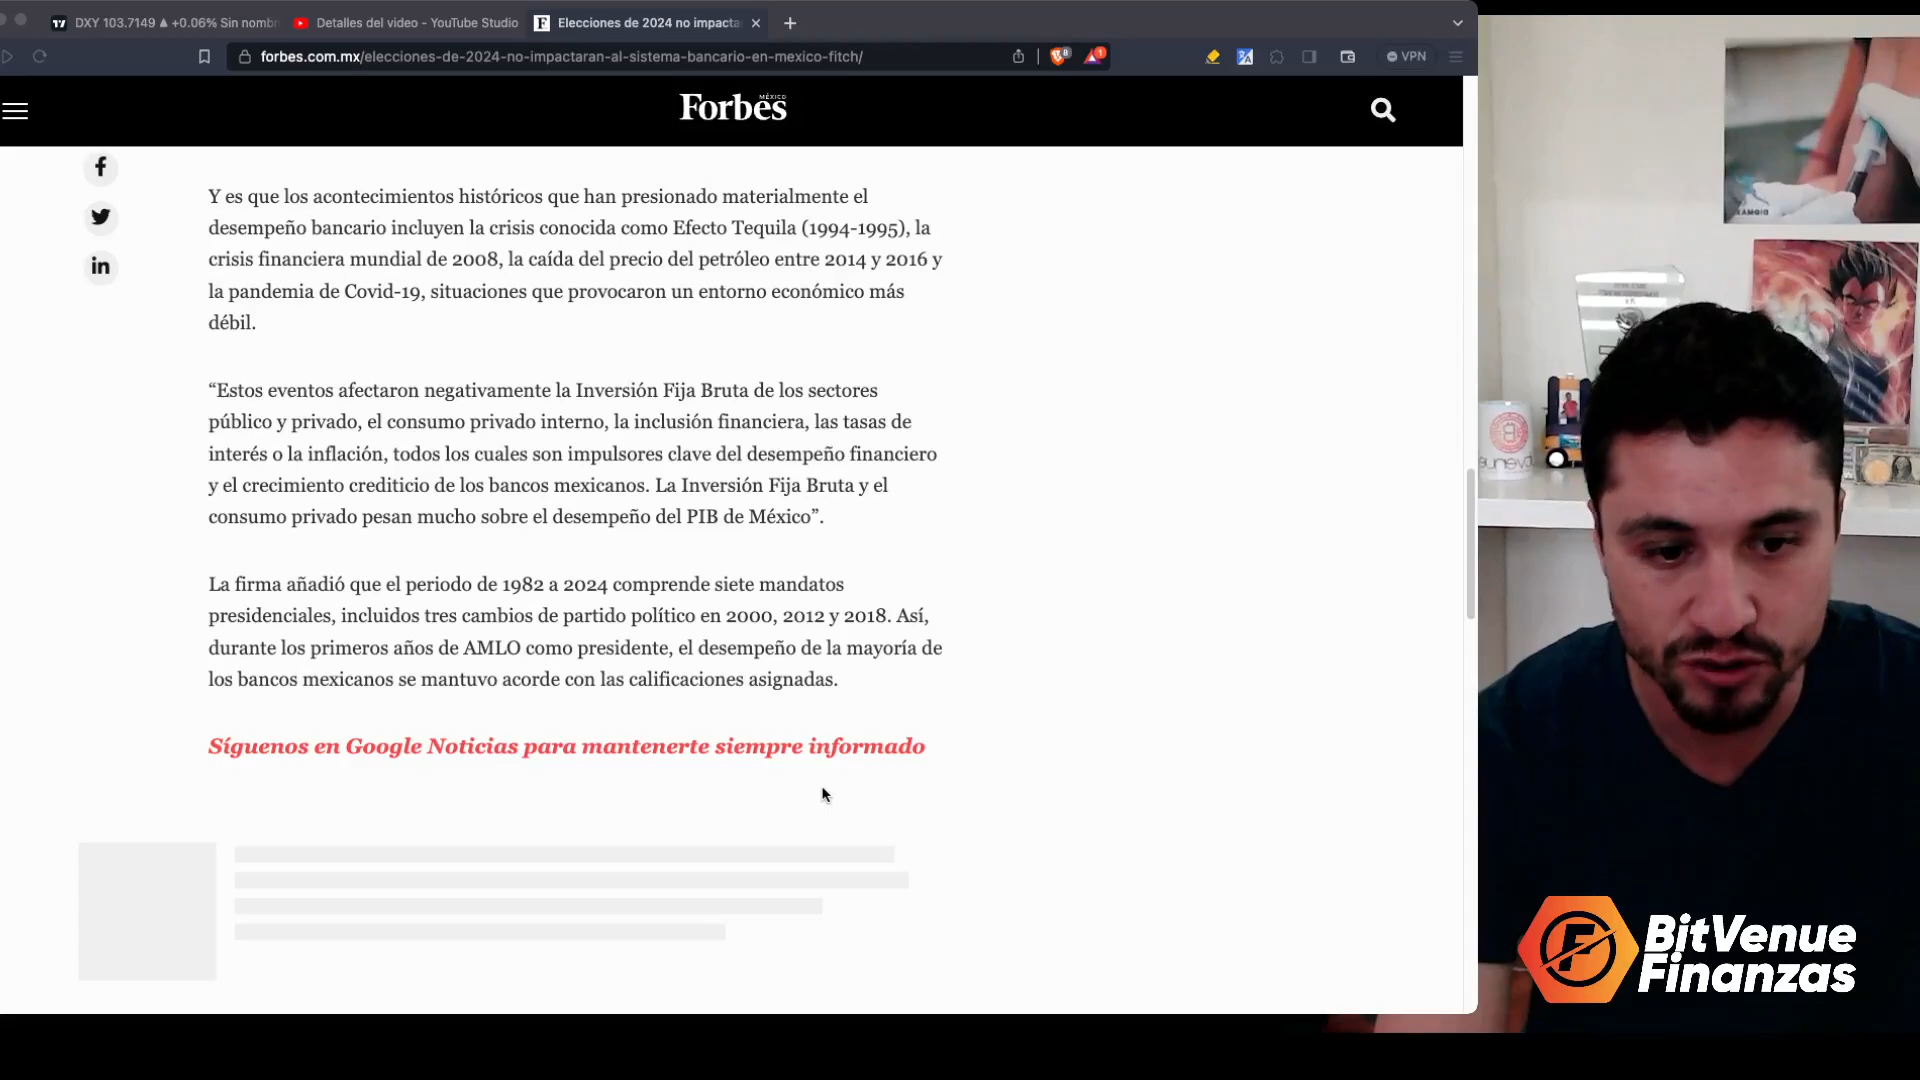 DXY 103.7149 ▲ +0.06% Sin nombr
Detalles del video - YouTube Studio
Elecciones de 2024 no impacta
forbes.com.mx/elecciones-de-2024-no-impactaran-al-sistema-bancario-en-mexico-fitch/
8
1
VPN
Forbes
MÉXICO
Y es que los acontecimientos históricos que han presionado materialmente el
desempeño bancario incluyen la crisis conocida como Efecto Tequila (1994-1995), la
crisis financiera mundial de 2008, la caída del precio del petróleo entre 2014 y 2016 y
la pandemia de Covid-19, situaciones que provocaron un entorno económico más
débil.
“Estos eventos afectaron negativamente la Inversión Fija Bruta de los sectores
público y privado, el consumo privado interno, la inclusión financiera, las tasas de
interés o la inflación, todos los cuales son impulsores clave del desempeño financiero
y el crecimiento crediticio de los bancos mexicanos. La Inversión Fija Bruta y el
consumo privado pesan mucho sobre el desempeño del PIB de México”.
La firma añadió que el periodo de 1982 a 2024 comprende siete mandatos
presidenciales, incluidos tres cambios de partido político en 2000, 2012 y 2018. Así,
durante los primeros años de AMLO como presidente, el desempeño de la mayoría de
los bancos mexicanos se mantuvo acorde con las calificaciones asignadas.
Síguenos en Google Noticias para mantenerte siempre informado
BitVenue
Finanzas